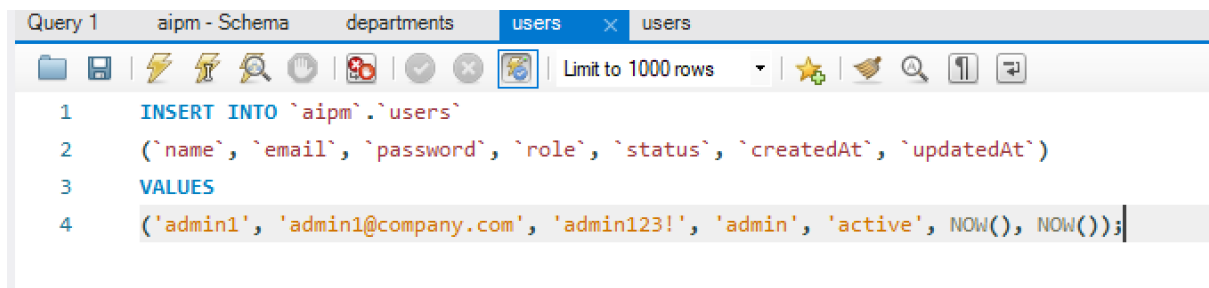 Query 1 aipm - Schema departments users users
Limit to 1000 rows
1 INSERT INTO `aipm`.`users`
2 (`name`, `email`, `password`, `role`, `status`, `createdAt`, `updatedAt`)
3 VALUES
4 ('admin1', 'admin1@company.com', 'admin123!', 'admin', 'active', NOW(), NOW());